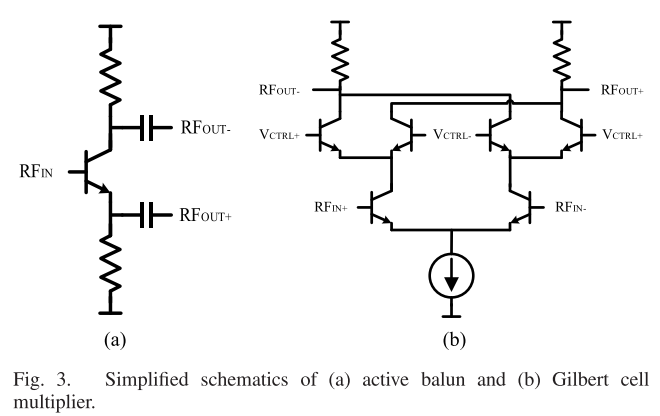 RFOUT-
RFIN
RFOUT+
(a)
RFOUT- RFOUT+
VCTRL+ VCTRL- VCTRL+
RFIN+ RFIN-
(b)
Fig. 3. Simplified schematics of (a) active balun and (b) Gilbert cell
multiplier.